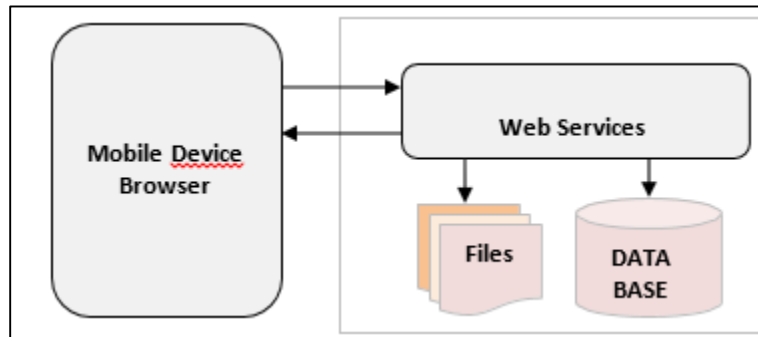 Mobile Device
Browser
Web Services
Files
DATA
BASE